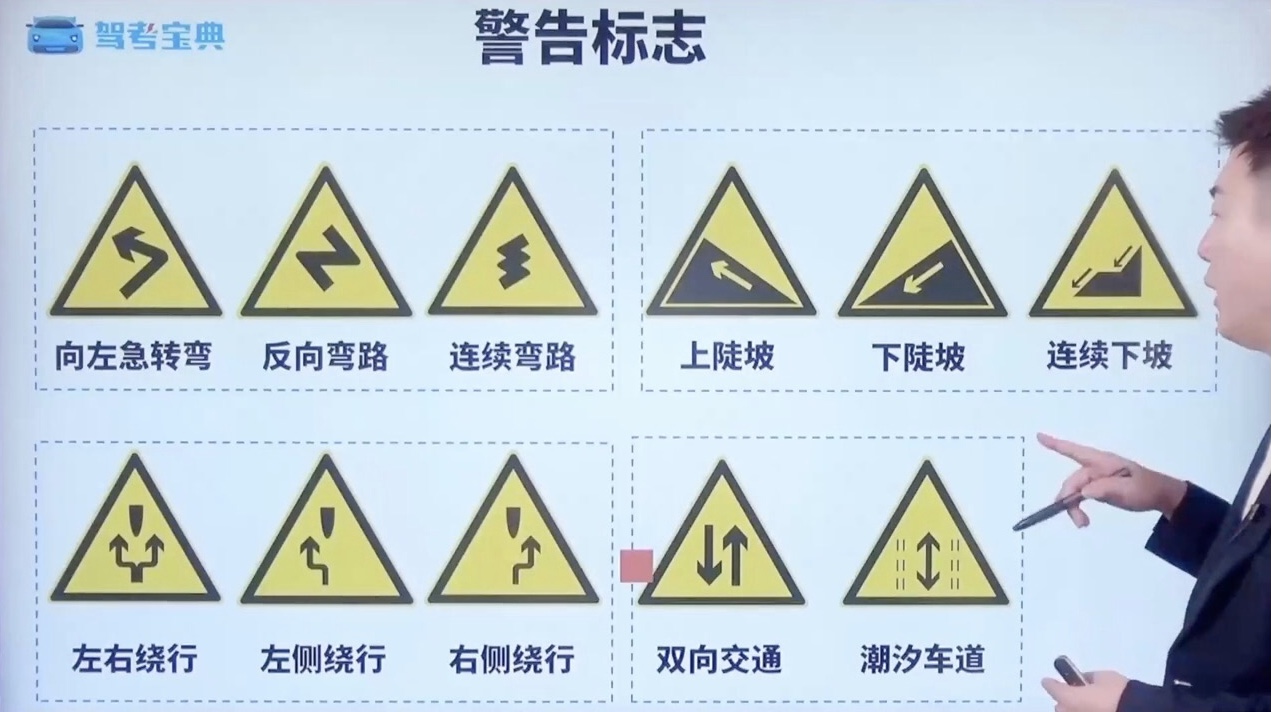 驾考宝典
警告标志
向左急转弯
反向弯路
连续弯路
上陡坡
下陡坡
连续下坡
左右绕行
左侧绕行
右侧绕行
双向交通
潮汐车道